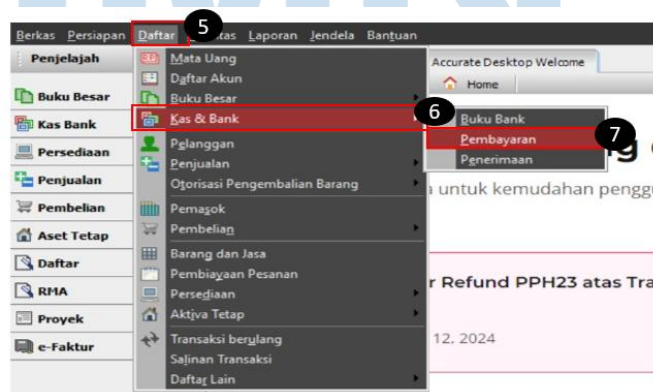 5
Berkas Persiapan Daftar Laporan Jendela Bantuan
Penjelajah
Buku Besar
Kas Bank
Persediaan
Penjualan
Pembelian
Aset Tetap
Daftar
RMA
Proyek
e-Faktur
Mata Uang
Daftar Akun
Buku Besar
Kas & Bank
Pelanggan
Penjualan
Otorisasi Pengembalian Barang
Pemasok
Pembelian
Barang dan Jasa
Pembiayaan Pesanan
Persediaan
Aktiva Tetap
Transaksi berulang
Salinan Transaksi
Daftar Lain
6
Buku Bank
Pembayaran
Penerimaan
7
Accurate Desktop Welcome
Home
untuk kemudahan pengg
r Refund PPH23 atas Tra
12, 2024